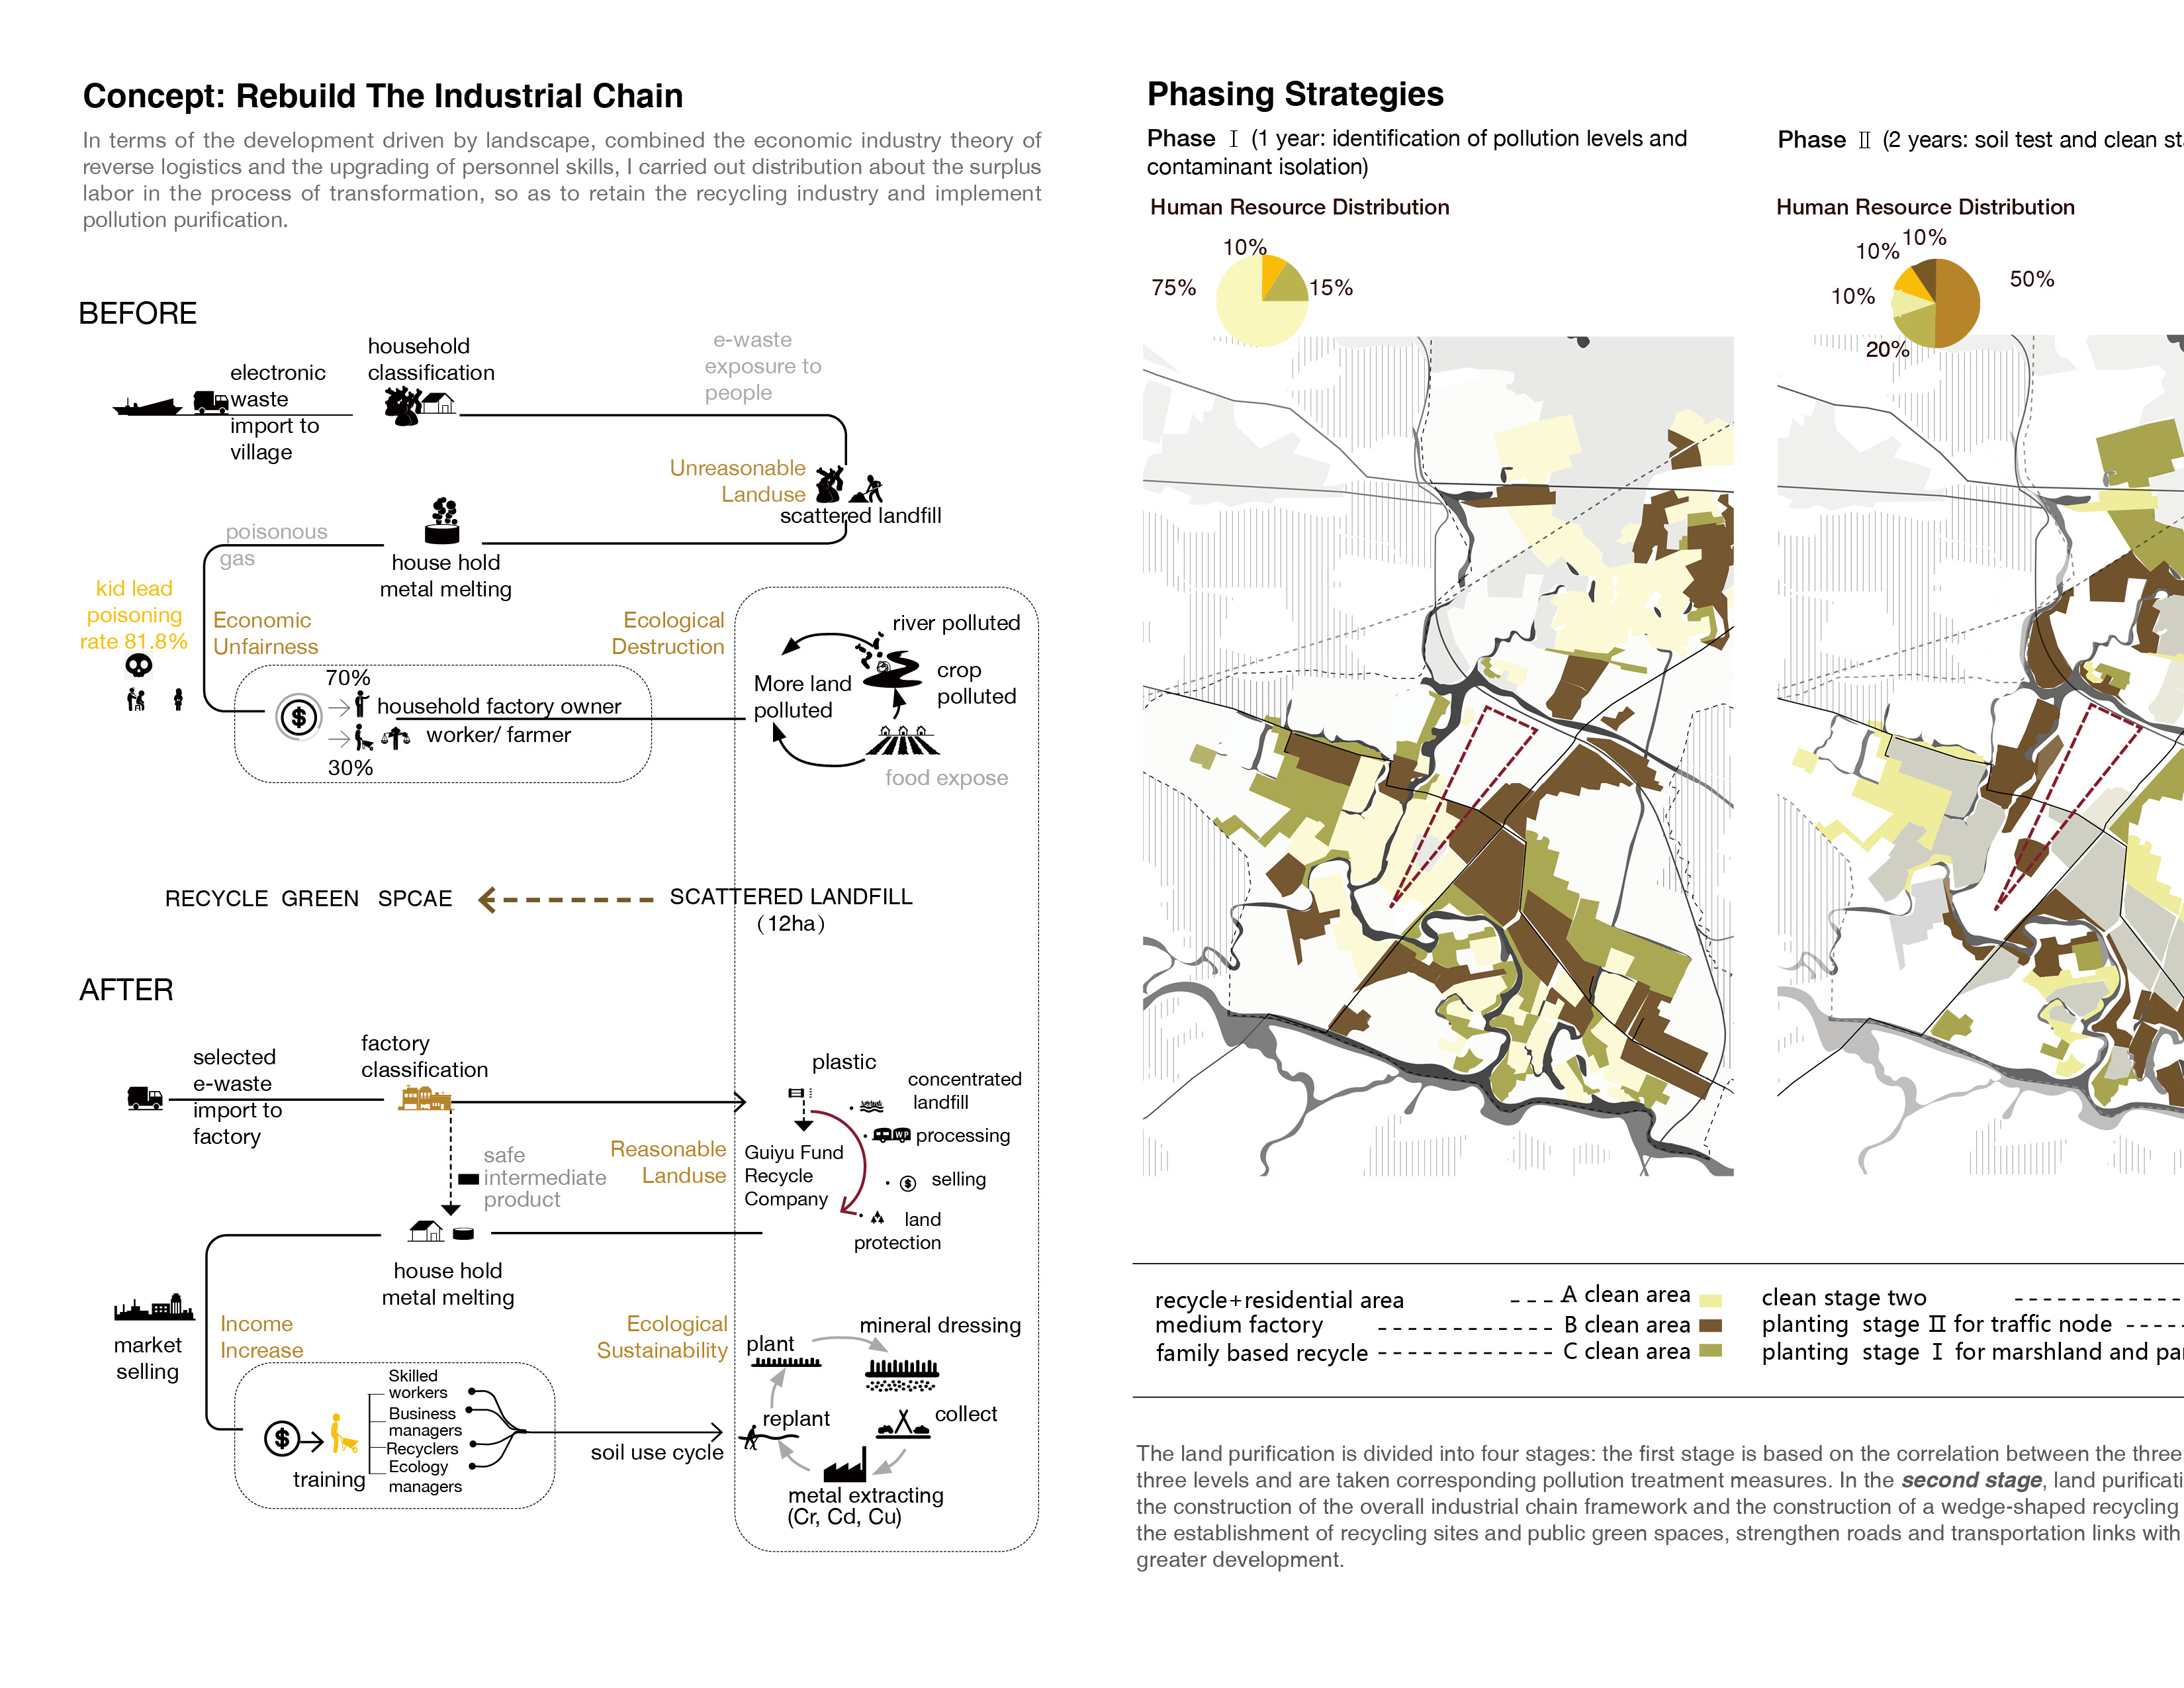 Concept: Rebuild The Industrial Chain
In terms of the development driven by landscape, combined the economic industry theory of
reverse logistics and the upgrading of personnel skills, I carried out distribution about the surplus
labor in the process of transformation, so as to retain the recycling industry and implement
pollution purification.
BEFORE
electronic
waste
import to
village
household
classification
e-waste
exposure to
people
Unreasonable
Landuse
scattered landfill
poisonous
gas
house hold
metal melting
kid lead
poisoning
rate 81.8%
Economic
Unfairness
Ecological
Destruction
70%
household factory owner
worker/ farmer
30%
river polluted
crop
polluted
More land
polluted
food expose
RECYCLE GREEN SPCAE
SCATTERED LANDFILL
(12ha)
AFTER
selected
e-waste
import to
factory
factory
classification
safe
intermediate
product
Reasonable
Landuse
plastic
concentrated
landfill
processing
Guiyu Fund
Recycle
Company
selling
land
protection
house hold
metal melting
market
selling
Income
Increase
Ecological
Sustainability
training
Skilled
workers
Business
managers
Recyclers
Ecology
managers
soil use cycle
plant
mineral dressing
replant
collect
metal extracting
(Cr, Cd, Cu)
Phasing Strategies
Phase Ⅰ (1 year: identification of pollution levels and
contaminant isolation)
Human Resource Distribution
10%
75%
15%
Phase Ⅱ (2 years: soil test and clean st
Human Resource Distribution
10%
10%
10%
50%
20%
recycle+residential area
A clean area
medium factory
B clean area
family based recycle
C clean area
clean stage two
planting stage Ⅱ for traffic node
planting stage Ⅰ for marshland and pa
The land purification is divided into four stages: the first stage is based on the correlation between the three
three levels and are taken corresponding pollution treatment measures. In the second stage, land purificati
the construction of the overall industrial chain framework and the construction of a wedge-shaped recycling
the establishment of recycling sites and public green spaces, strengthen roads and transportation links with
greater development.